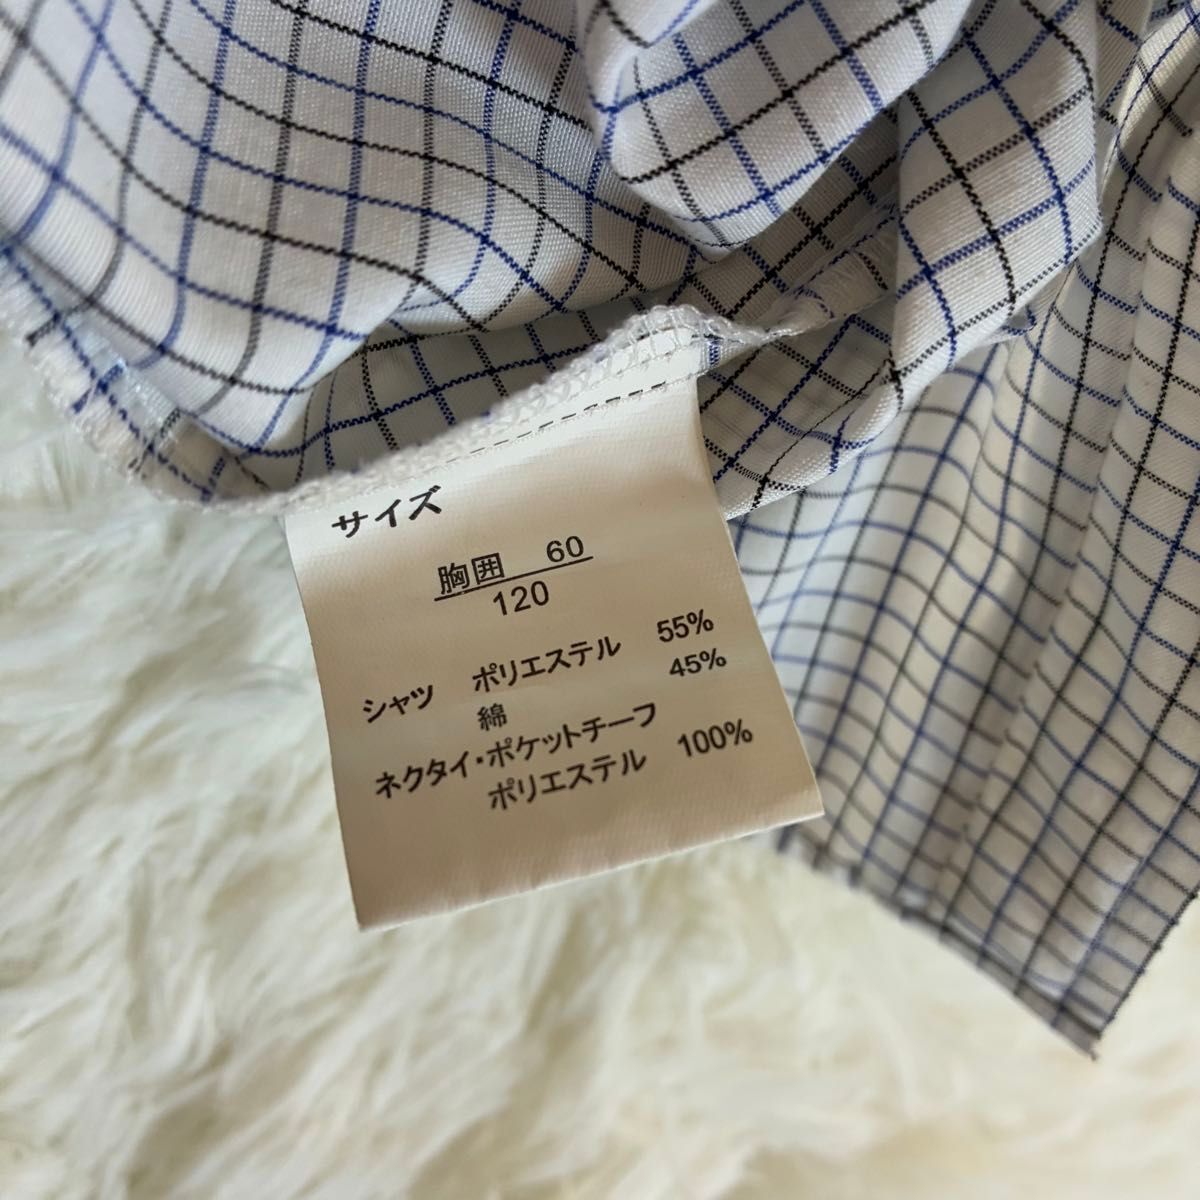 サイズ
胸囲 60
120
シャツ ポリエステル 55%
綿 45%
ネクタイ・ポケットチーフ
ポリエステル 100%